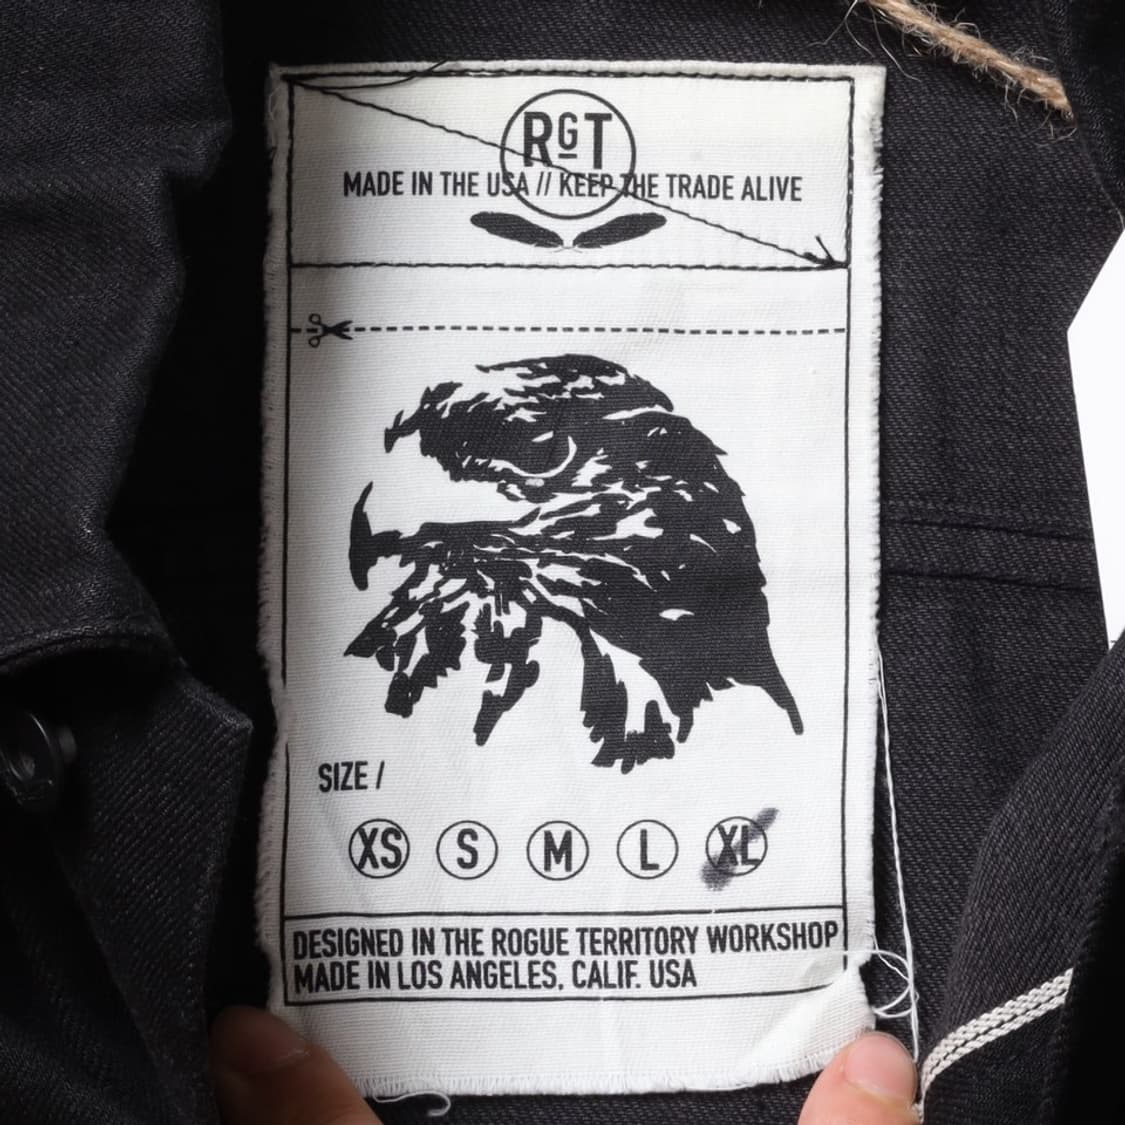 RGT
MADE IN THE USA // KEEP THE TRADE ALIVE
SIZE /
XS S M L XL
DESIGNED IN THE ROGUE TERRITORY WORKSHOP
MADE IN LOS ANGELES, CALIF. USA